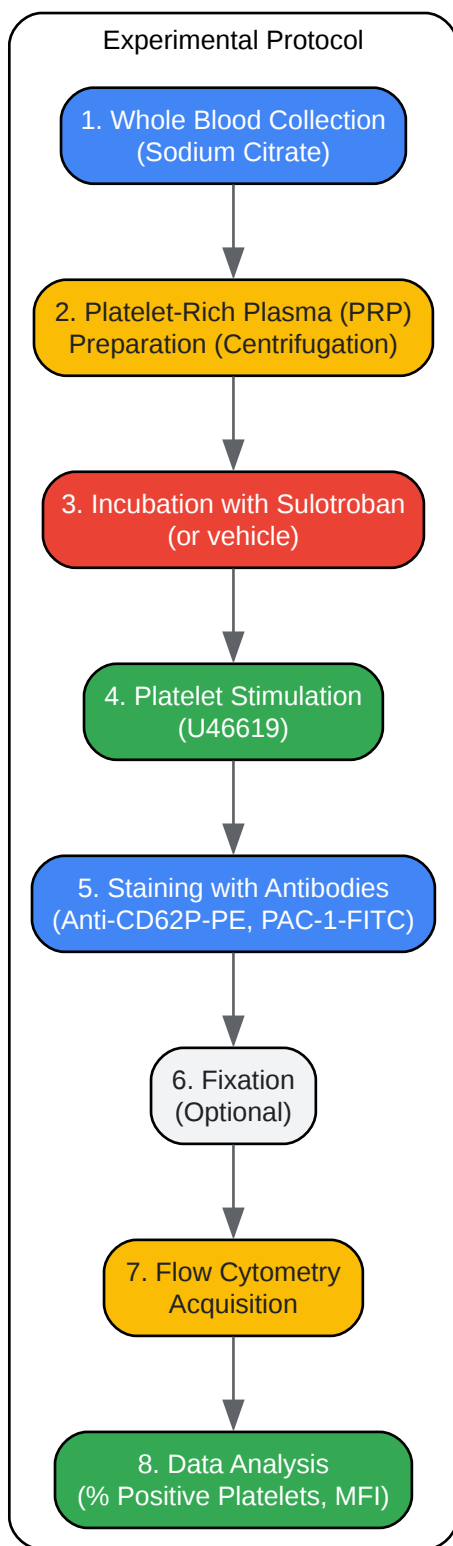 Experimental Protocol
1. Whole Blood Collection
(Sodium Citrate)
2. Platelet-Rich Plasma (PRP)
Preparation (Centrifugation)
3. Incubation with Sulotroban
(or vehicle)
4. Platelet Stimulation
(U46619)
5. Staining with Antibodies
(Anti-CD62P-PE, PAC-1-FITC)
6. Fixation
(Optional)
7. Flow Cytometry
Acquisition
8. Data Analysis
(% Positive Platelets, MFI)